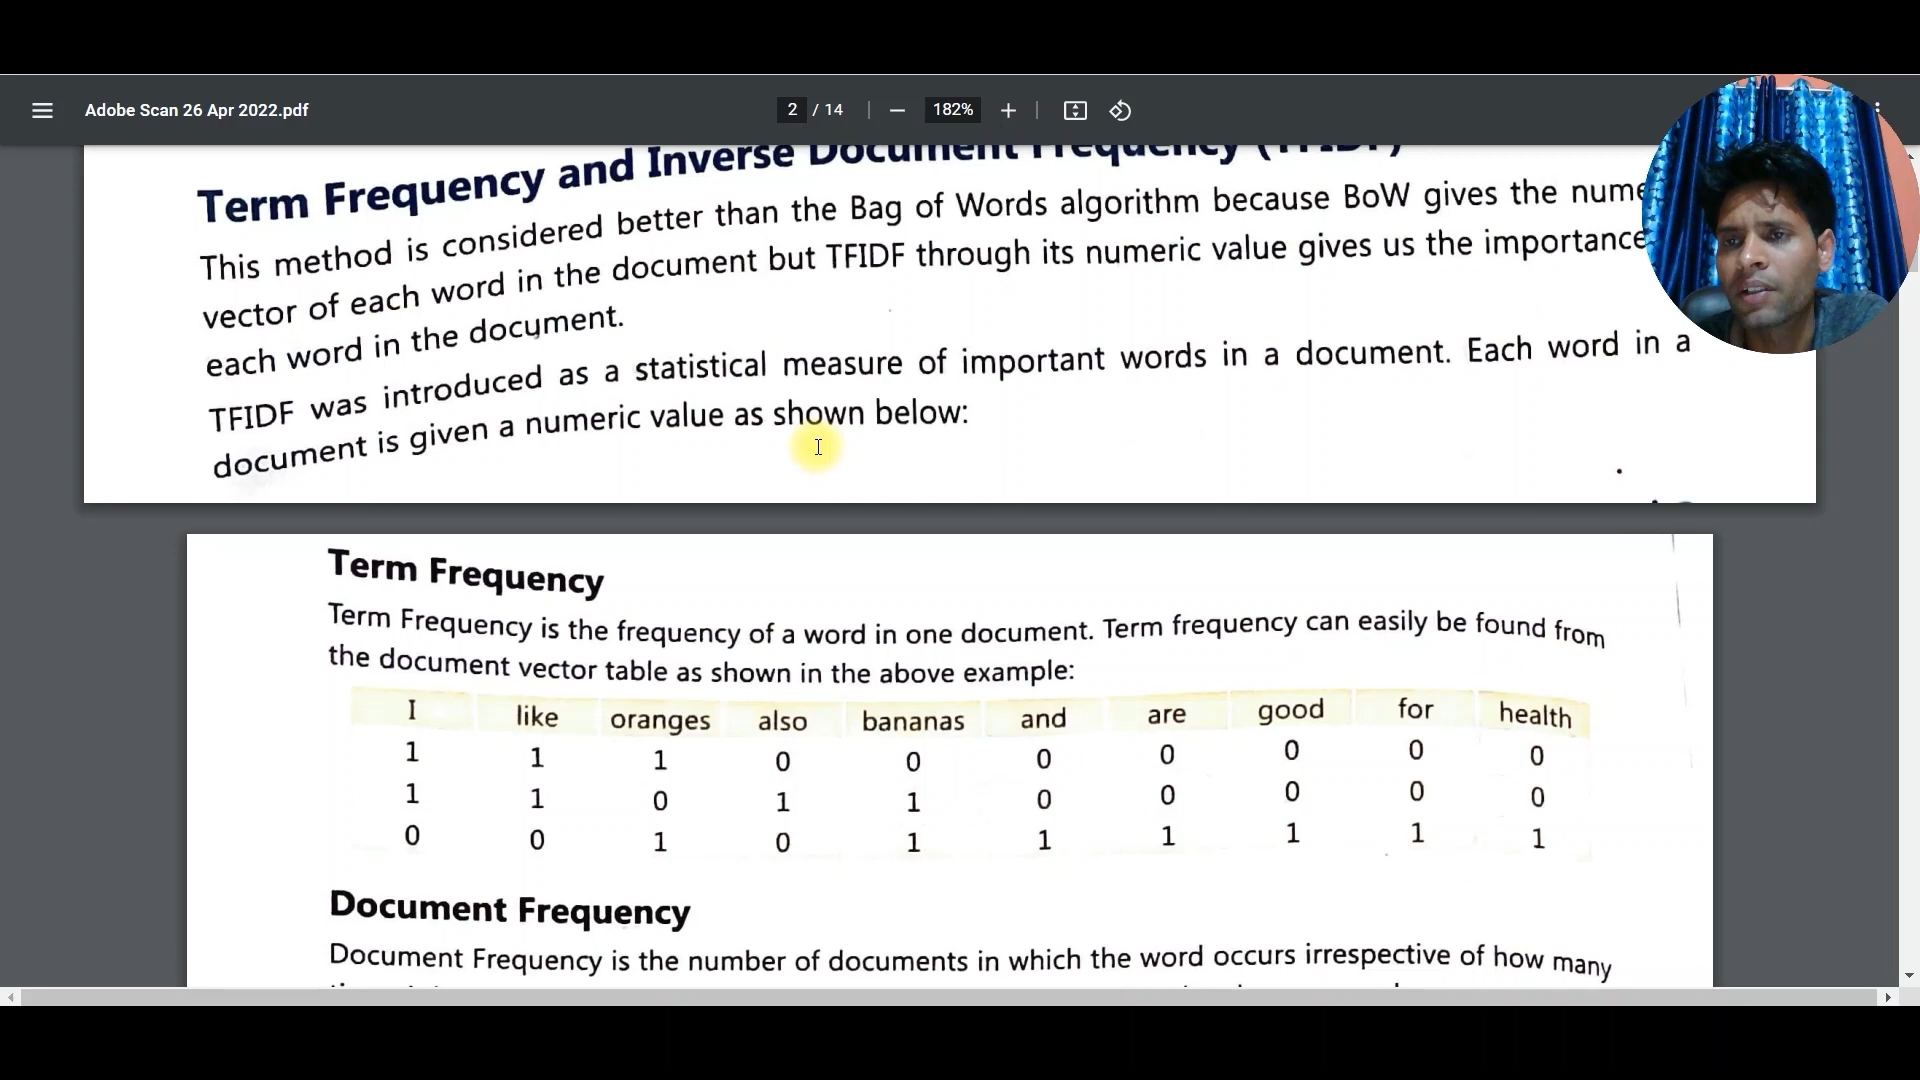 Adobe Scan 26 Apr 2022.pdf
2 / 14
182%
Term Frequency and Inverse Document Frequency (TFIDF)
This method is considered better than the Bag of Words algorithm because BoW gives the
vector of each word in the document but TFIDF through its numeric value gives us the importance
each word in the document.
TFIDF was introduced as a statistical measure of important words in a document. Each word in a
document is given a numeric value as shown below:
Term Frequency
Term Frequency is the frequency of a word in one document. Term frequency can easily be found from
the document vector table as shown in the above example:
I like oranges also bananas and are good for health
1 1 1 0 0 0 0 0 0 0
1 1 0 1 1 0 0 0 0 0
0 0 1 0 1 1 1 1 1 1
Document Frequency
Document Frequency is the number of documents in which the word occurs irrespective of how many